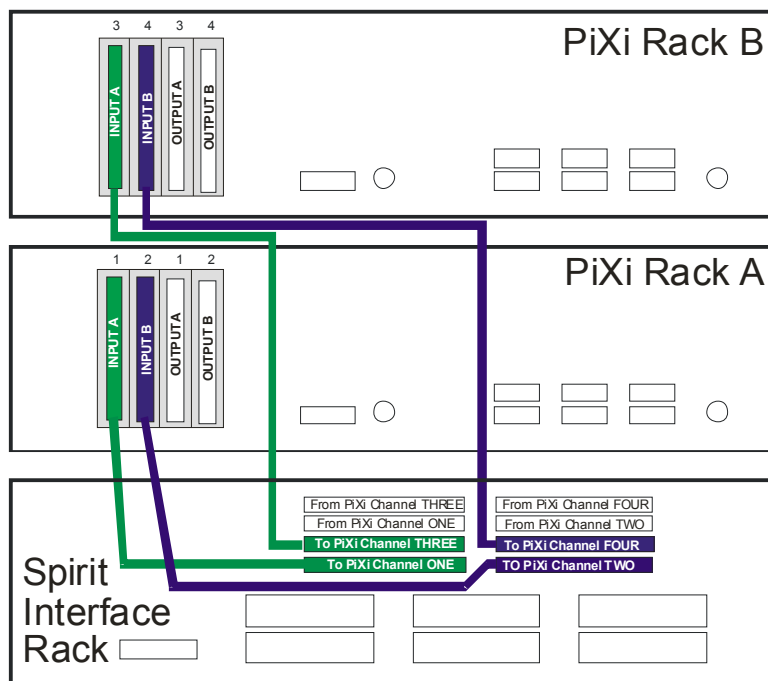 3 4 3 4
PiXi Rack B
INPUT A
INPUT B
OUTPUT A
OUTPUT B
1 2 1 2
PiXi Rack A
INPUT A
INPUT B
OUTPUT A
OUTPUT B
From PiXi Channel THREE
From PiXi Channel FOUR
From PiXi Channel ONE
From PiXi Channel TWO
To PiXi Channel THREE
To PiXi Channel FOUR
To PiXi Channel ONE
TO PiXi Channel TWO
Spirit
Interface
Rack